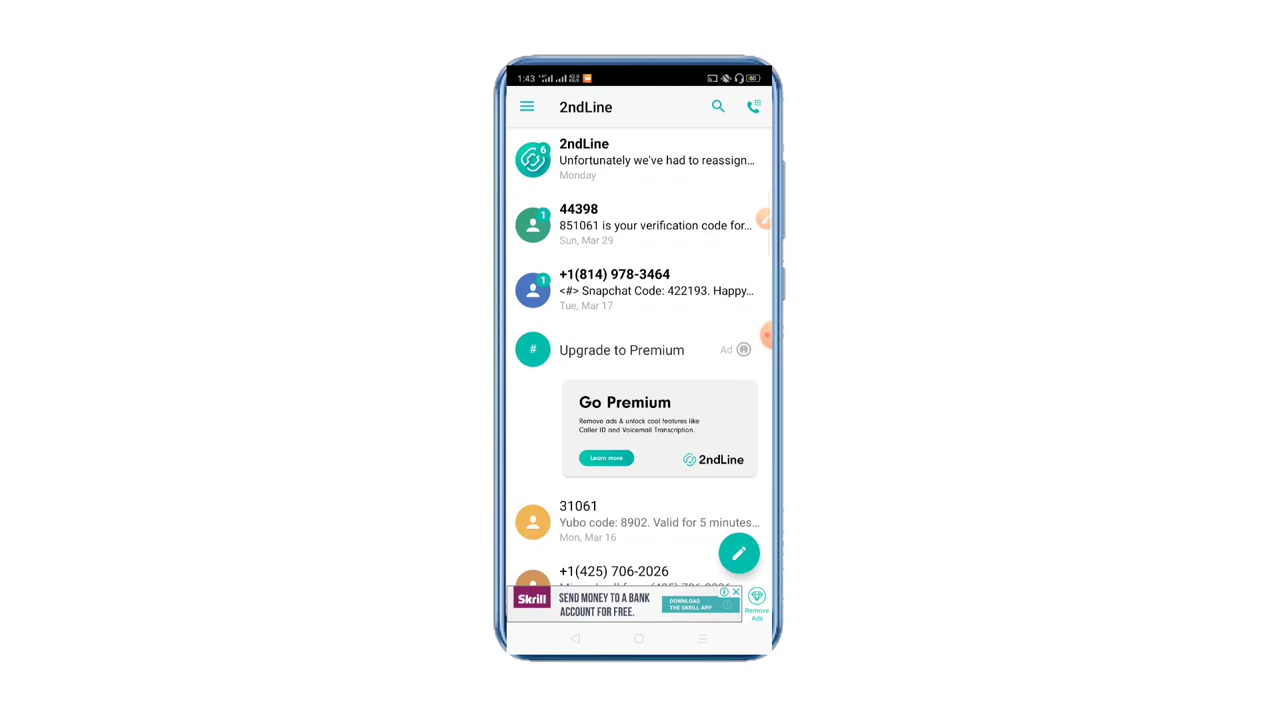 1:43
60
2ndLine
2ndLine
6
Unfortunately we've had to reassign...
Monday
44398
1
851061 is your verification code for...
Sun, Mar 29
+1(814) 978-3464
1
<#> Snapchat Code: 422193. Happy...
Tue, Mar 17
#
Upgrade to Premium
Ad
Go Premium
Remove ads & unlock cool features like
Caller ID and Voicemail Transcription.
Learn more
2ndLine
31061
Yubo code: 8902. Valid for 5 minutes...
Mon, Mar 16
+1(425) 706-2026
Skrill
SEND MONEY TO A BANK
ACCOUNT FOR FREE.
DOWNLOAD
THE SKRILL APP
Remove
Ads